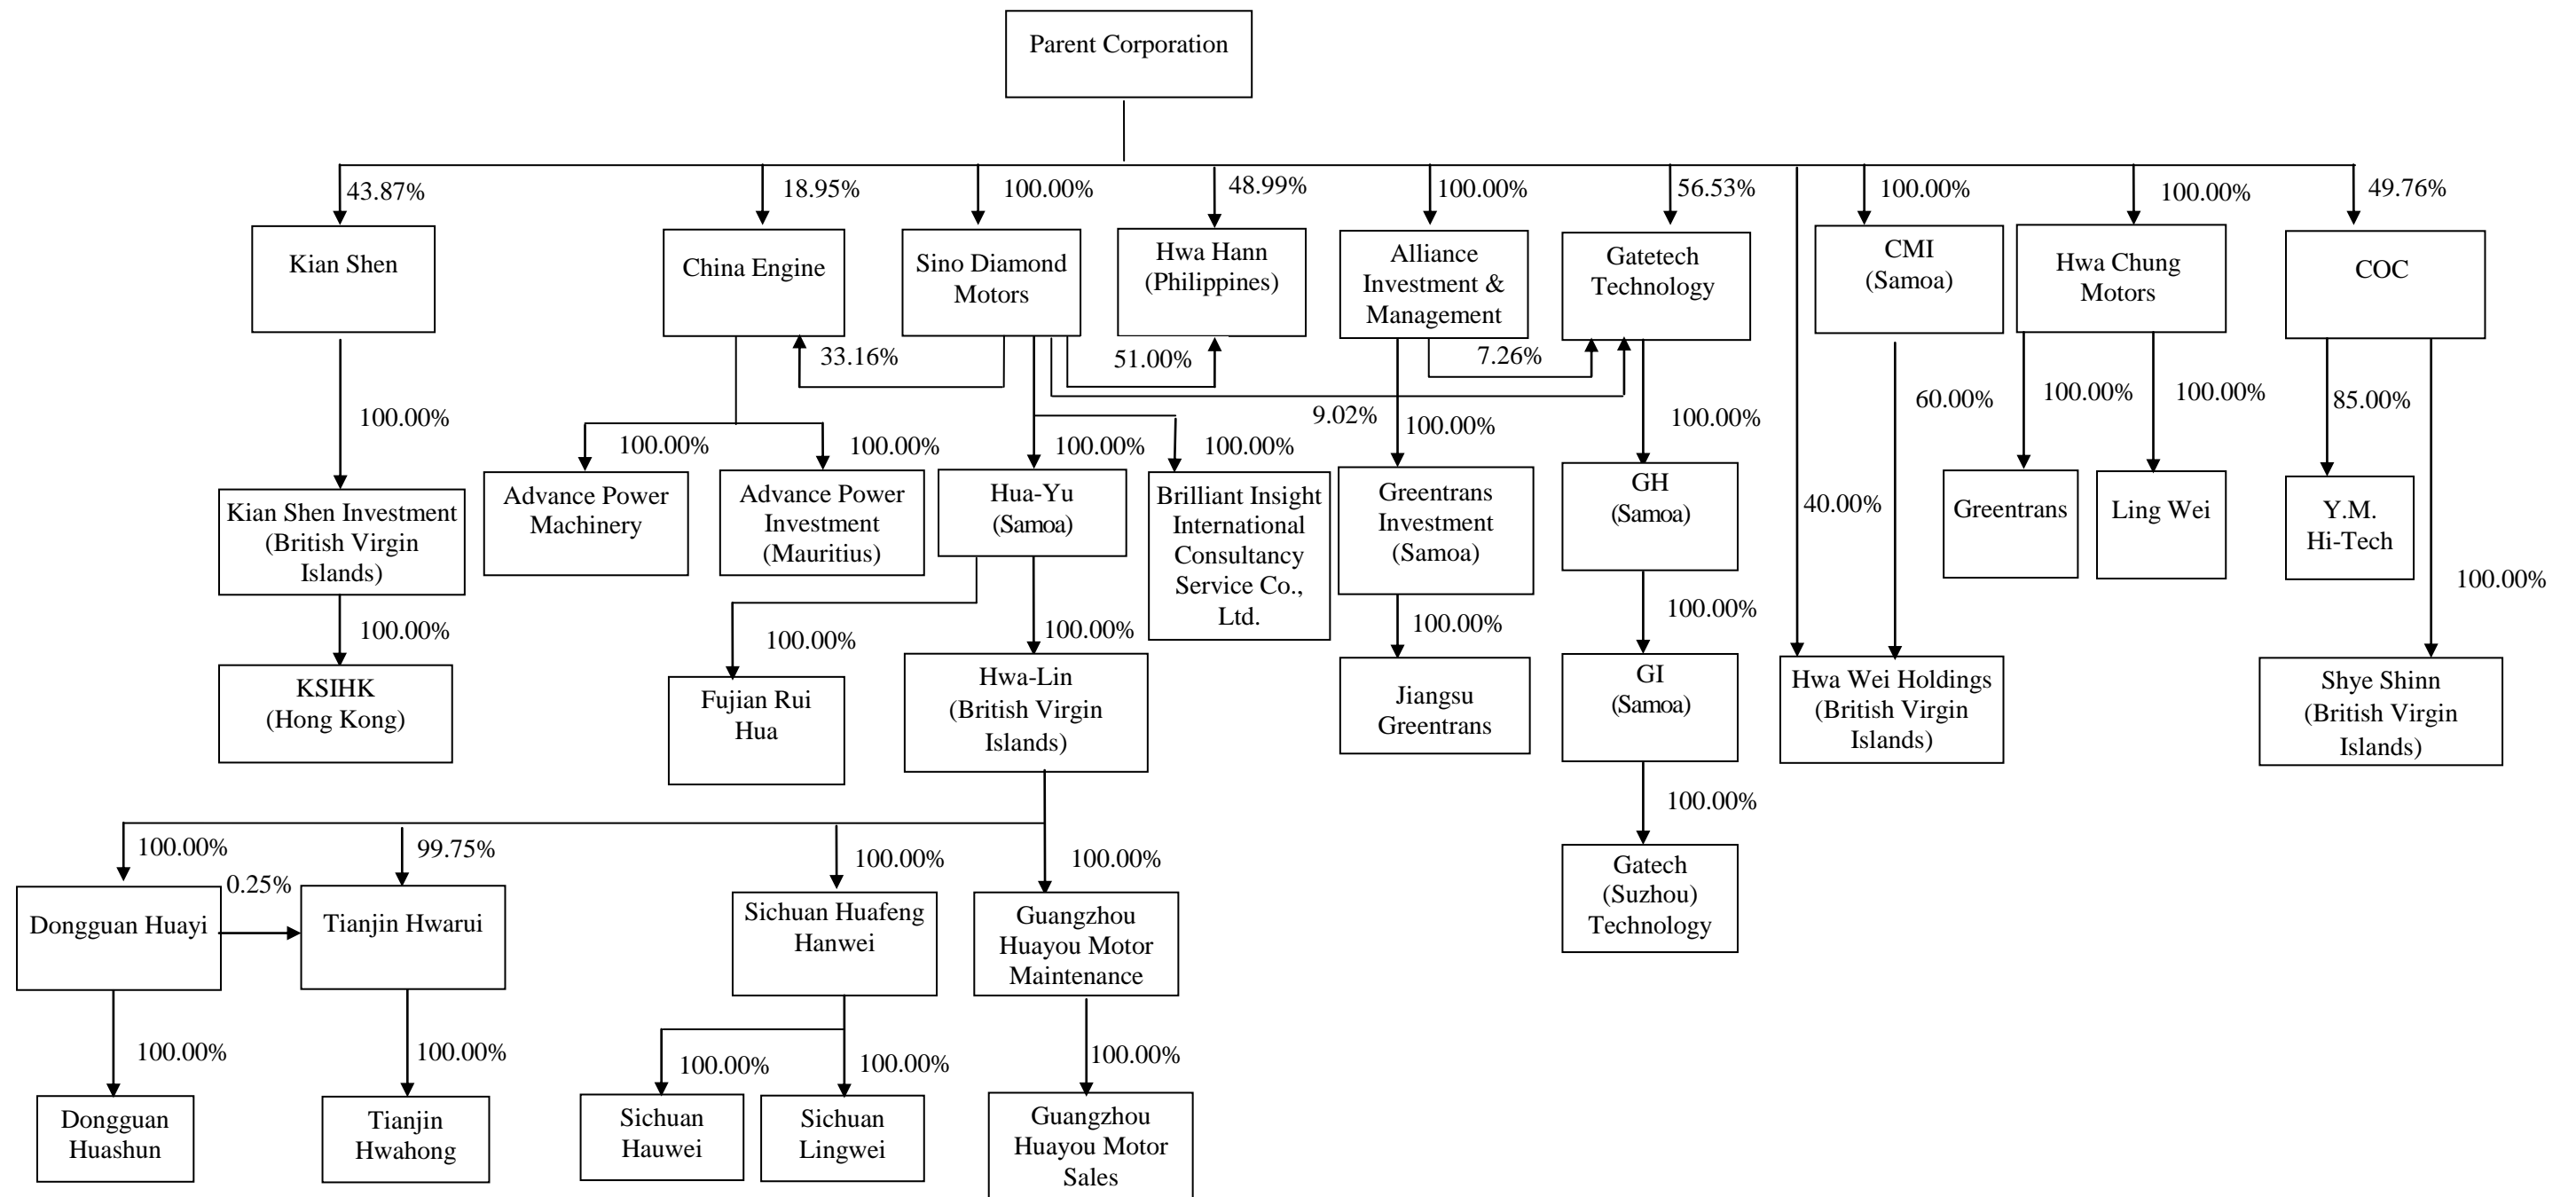 Parent Corporation
43.87%
18.95%
100.00%
48.99%
100.00%
56.53%
100.00%
100.00%
49.76%
Kian Shen
China Engine
Sino Diamond
Motors
Hwa Hann
(Philippines)
Alliance
Investment &
Management
Gatetech
Technology
CMI
(Samoa)
Hwa Chung
Motors
COC
33.16%
51.00%
7.26%
9.02%
100.00%
100.00%
100.00%
100.00%
100.00%
100.00%
100.00%
60.00%
40.00%
100.00%
100.00%
85.00%
100.00%
Kian Shen Investment
(British Virgin
Islands)
Advance Power
Machinery
Advance Power
Investment
(Mauritius)
Hua-Yu
(Samoa)
Brilliant Insight
International
Consultancy
Service Co.,
Ltd.
Greentrans
Investment
(Samoa)
GH
(Samoa)
Greentrans
Ling Wei
Y.M.
Hi-Tech
100.00%
100.00%
100.00%
100.00%
100.00%
KSIHK
(Hong Kong)
Fujian Rui
Hua
Hwa-Lin
(British Virgin
Islands)
Jiangsu
Greentrans
GI
(Samoa)
Hwa Wei Holdings
(British Virgin
Islands)
Shye Shinn
(British Virgin
Islands)
100.00%
99.75%
100.00%
100.00%
100.00%
0.25%
Dongguan Huayi
Tianjin Hwarui
Sichuan Huafeng
Hanwei
Guangzhou
Huayou Motor
Maintenance
Gatech
(Suzhou)
Technology
100.00%
100.00%
100.00%
100.00%
100.00%
Dongguan
Huashun
Tianjin
Hwahong
Sichuan
Hauwei
Sichuan
Lingwei
Guangzhou
Huayou Motor
Sales